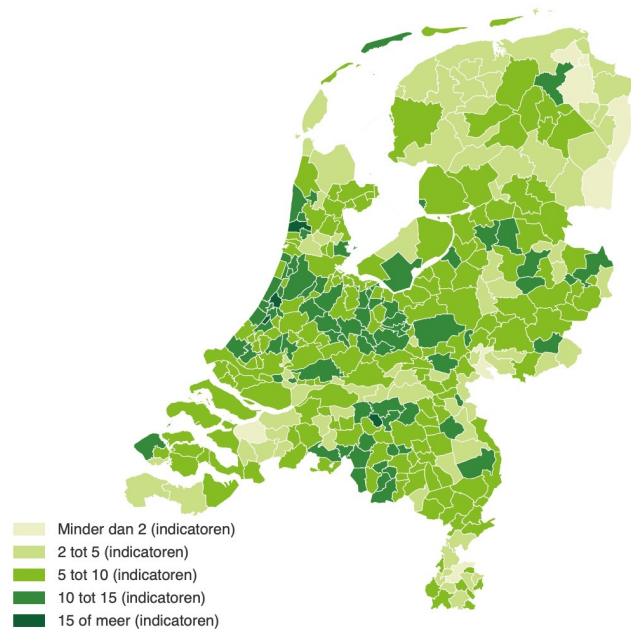 Minder dan 2 (indicatoren)
2 tot 5 (indicatoren)
5 tot 10 (indicatoren)
10 tot 15 (indicatoren)
15 of meer (indicatoren)